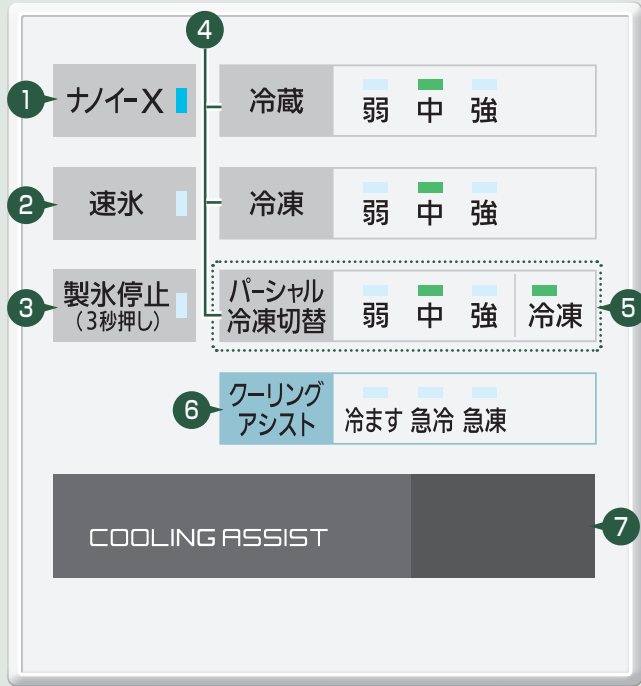 4
1
ナノイーX
冷蔵
弱 中 強
2
速氷
冷凍
弱 中 強
3
製氷停止
(3秒押し)
パーシャル
冷凍切替
弱 中 強
冷凍
5
6
クーリング
アシスト
冷ます 急冷 急凍
COOLING ASSIST
7